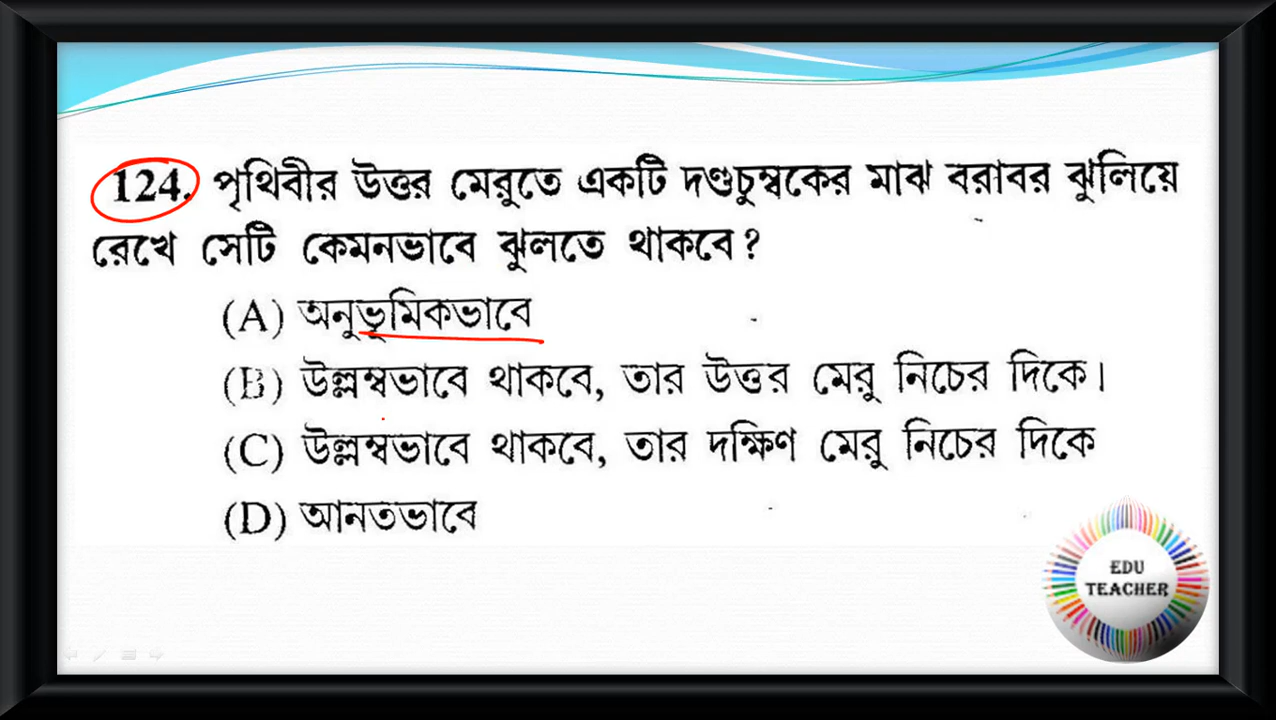 124. পৃথিবীর উত্তর মেরুতে একটি দণ্ডচুম্বকের মাঝ বরাবর ঝুলিয়ে
রেখে সেটি কেমনভাবে ঝুলতে থাকবে?
(A) অনুভূমিকভাবে
(B) উল্লম্বভাবে থাকবে, তার উত্তর মেরু নিচের দিকে।
(C) উল্লম্বভাবে থাকবে, তার দক্ষিণ মেরু নিচের দিকে
(D) আনতভাবে
EDU
TEACHER